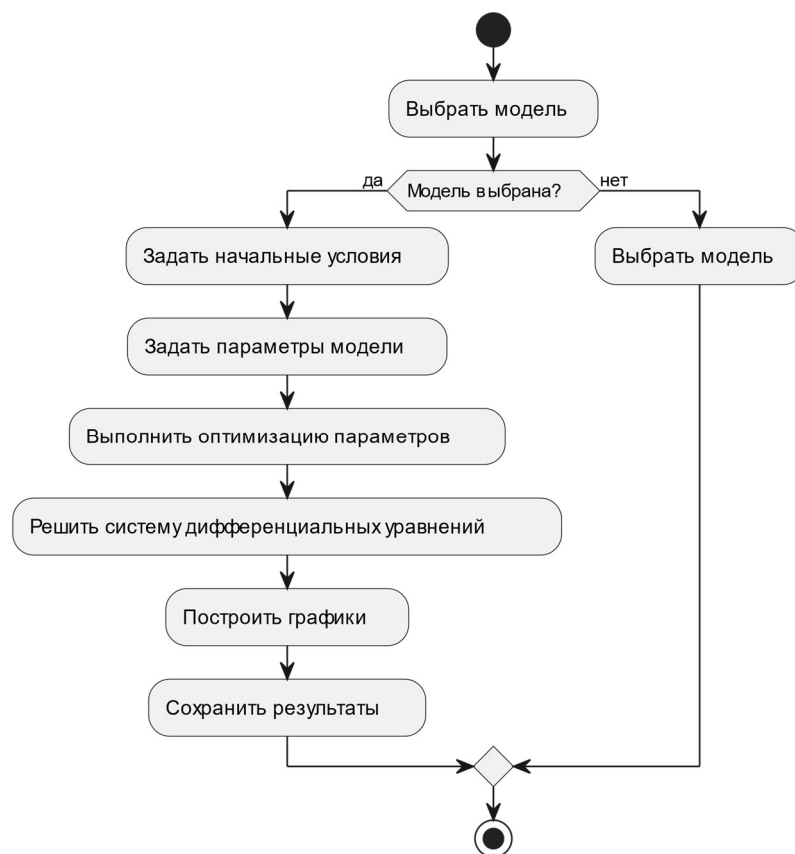 Выбрать модель
да
Модель выбрана?
нет
Задать начальные условия
Выбрать модель
Задать параметры модели
Выполнить оптимизацию параметров
Решить систему дифференциальных уравнений
Построить графики
Сохранить результаты